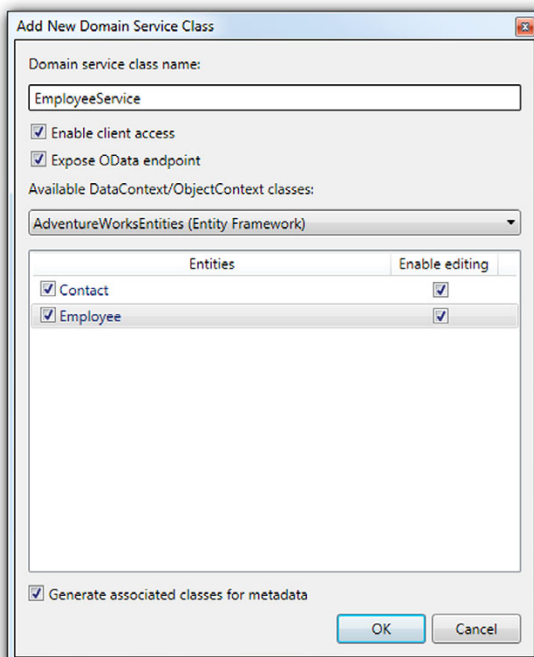 Add New Domain Service Class
Domain service class name:
EmployeeService
Enable client access
Expose OData endpoint
Available DataContext/ObjectContext classes:
AdventureWorksEntities (Entity Framework)
Entities Enable editing
Contact
Employee
Generate associated classes for metadata
OK Cancel